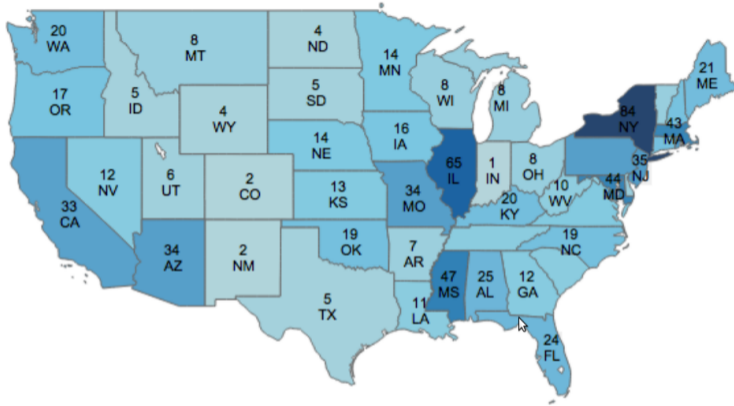 20
WA
8
MT
4
ND
14
MN
21
ME
17
OR
5
ID
5
SD
8
WI
8
MI
84
NY
43
MA
4
WY
16
IA
14
NE
65
IL
1
IN
8
OH
35
NJ
12
NV
6
UT
2
CO
13
KS
34
MO
10
WV
44
MD
20
KY
33
CA
34
AZ
2
NM
19
OK
7
AR
19
NC
47
MS
25
AL
12
GA
5
TX
11
LA
24
FL